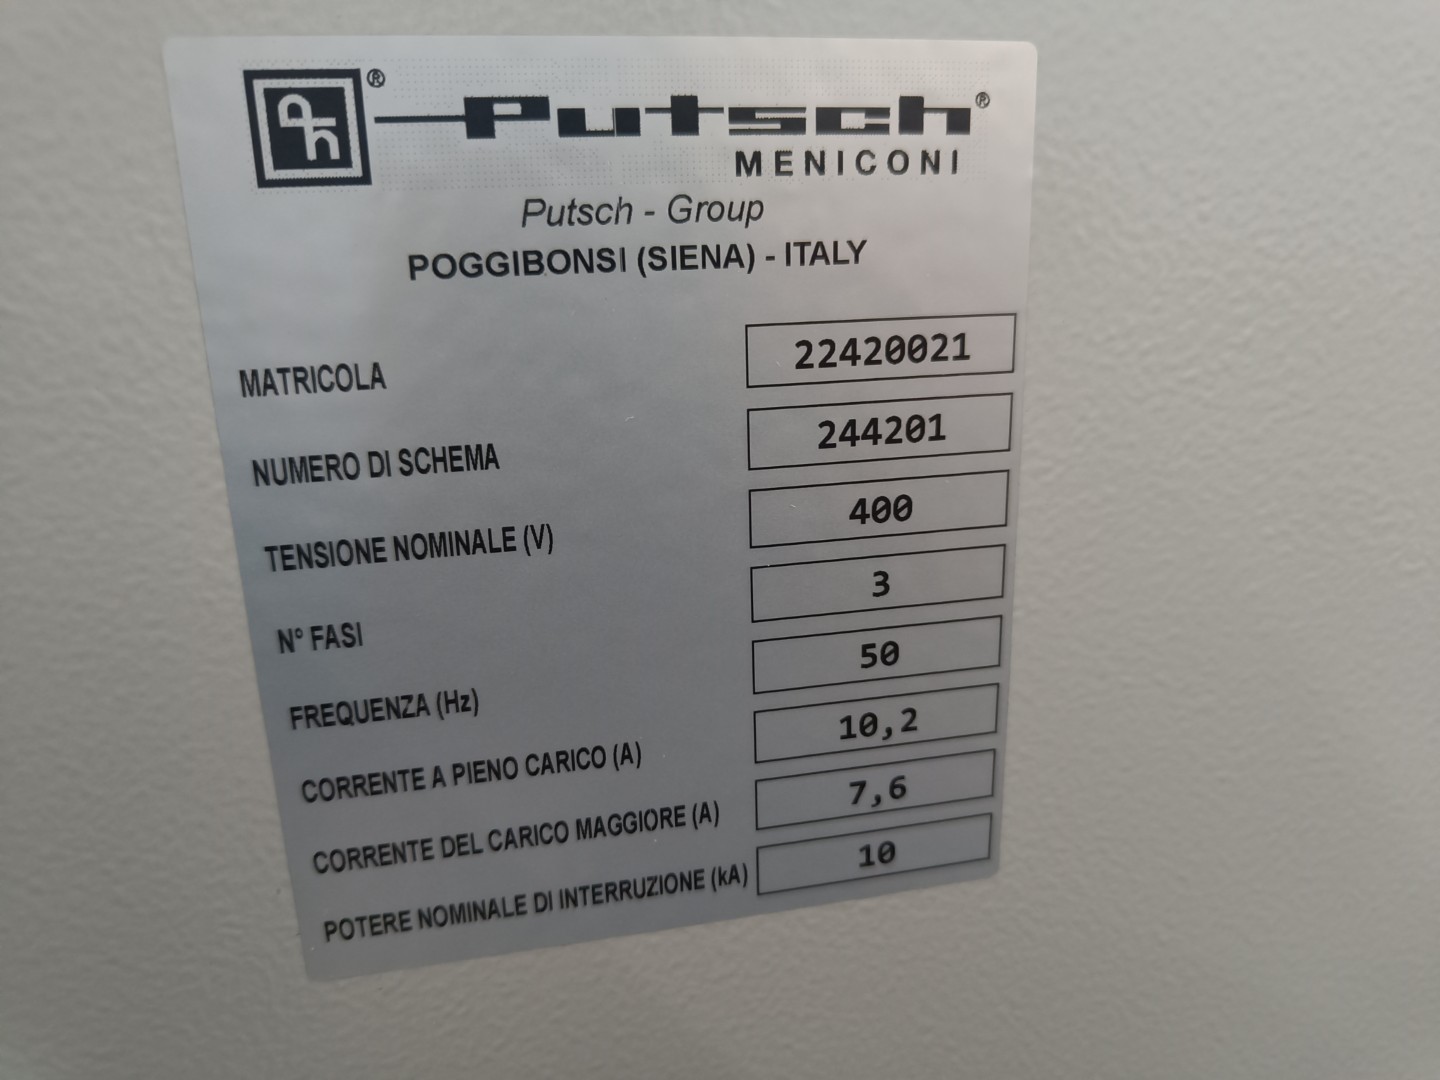 Putsch®
MENICONI
Putsch - Group
POGGIBONSI (SIENA) - ITALY
MATRICOLA 22420021
NUMERO DI SCHEMA 244201
TENSIONE NOMINALE (V) 400
N° FASI 3
FREQUENZA (Hz) 50
CORRENTE A PIENO CARICO (A) 10,2
CORRENTE DEL CARICO MAGGIORE (A) 7,6
POTERE NOMINALE DI INTERRUZIONE (kA) 10